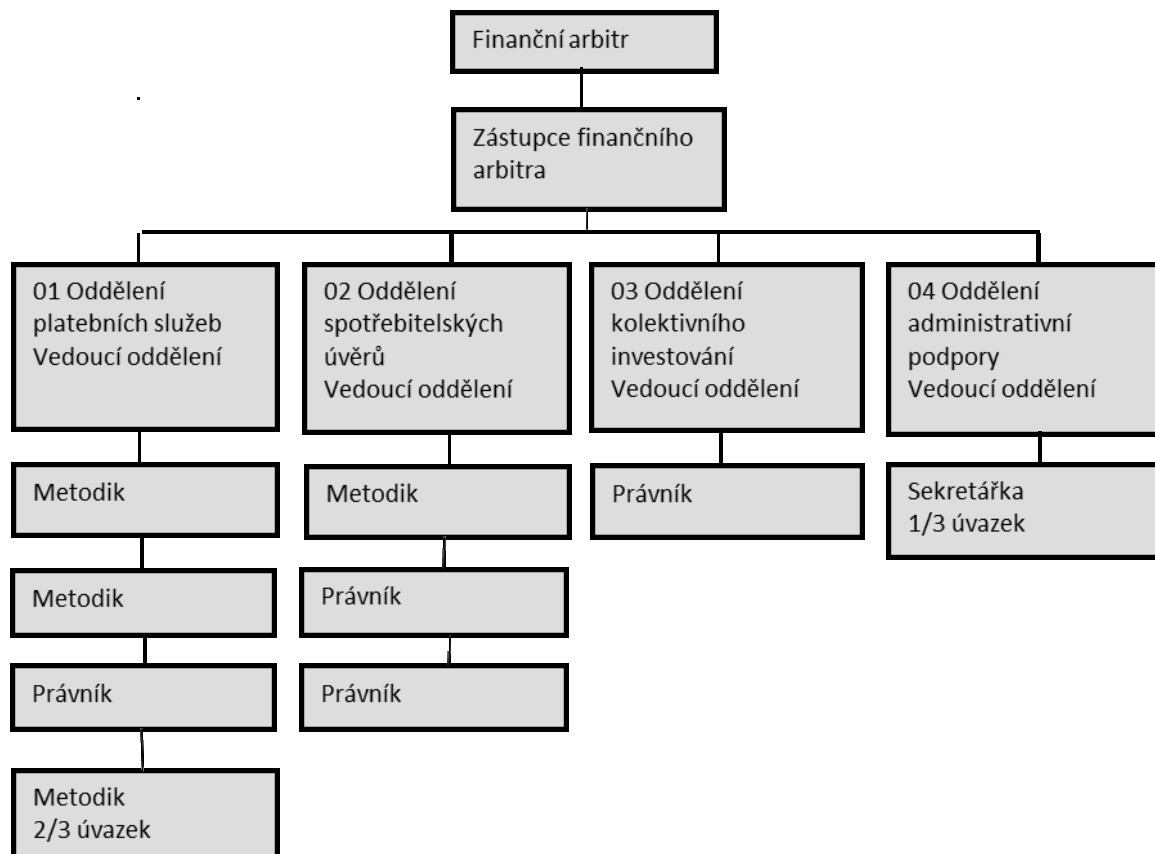 Finanční arbitr
Zástupce finančního
arbitra
01 Oddělení
platebních služeb
Vedoucí oddělení
02 Oddělení
spotřebitelských
úvěrů
Vedoucí oddělení
03 Oddělení
kolektivního
investování
Vedoucí oddělení
04 Oddělení
administrativní
podpory
Vedoucí oddělení
Metodik
Metodik
Právník
Metodik
2/3 úvazek
Metodik
Právník
Právník
Právník
Sekretářka
1/3 úvazek